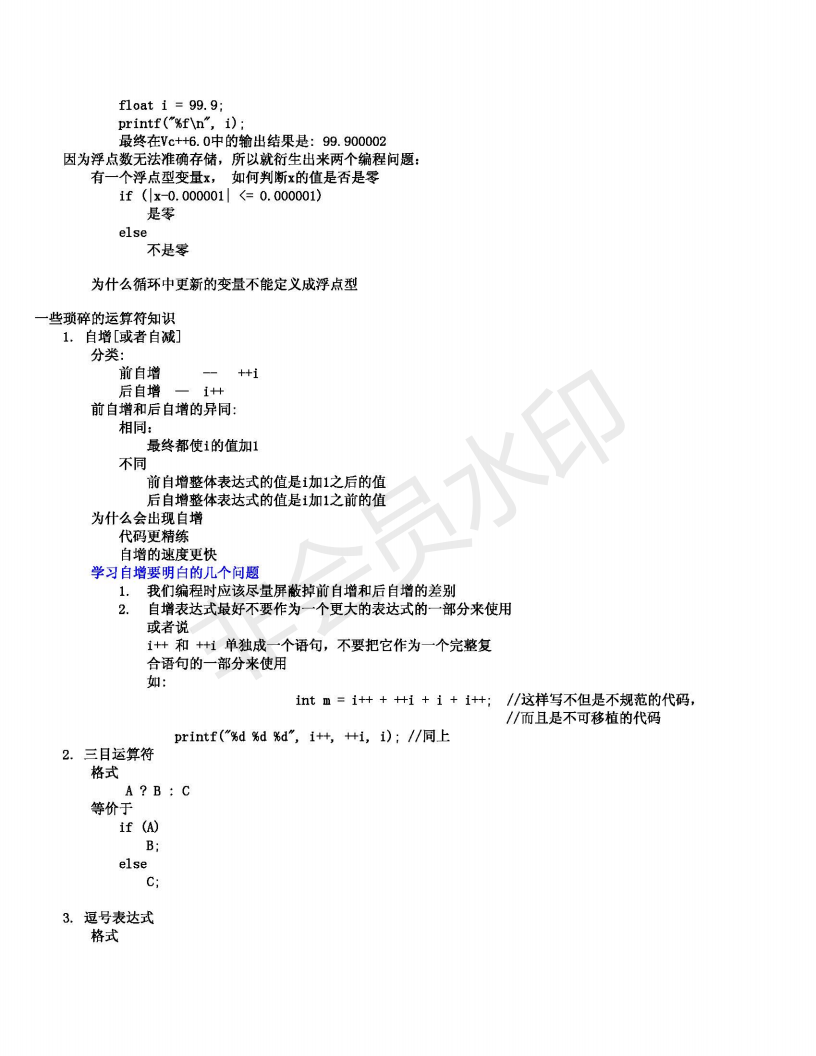 float i = 99.9;
printf("%f\n", i);
最终在Vc++6.0中的输出结果是: 99.900002
因为浮点数无法准确存储，所以就衍生出来两个编程问题：
有一个浮点型变量x， 如何判断x的值是否是零
if (|x-0.000001| <= 0.000001)
是零
else
不是零
为什么循环中更新的变量不能定义成浮点型
一些琐碎的运算符知识
1. 自增[或者自减]
分类:
前自增 -- ++i
后自增 — i++
前自增和后自增的异同:
相同：
最终都使i的值加1
不同
前自增整体表达式的值是i加1之后的值
后自增整体表达式的值是i加1之前的值
为什么会出现自增
代码更精练
自增的速度更快
学习自增要明白的几个问题
1. 我们编程时应该尽量屏蔽掉前自增和后自增的差别
2. 自增表达式最好不要作为一个更大的表达式的一部分来使用
或者说
i++ 和 ++i 单独成一个语句，不要把它作为一个完整复
合语句的一部分来使用
如:
int m = i++ + ++i + i + i++; //这样写不但是不规范的代码，
//而且是不可移植的代码
printf("%d %d %d", i++, ++i, i); //同上
2. 三目运算符
格式
A ? B : C
等价于
if (A)
B;
else
C;
3. 逗号表达式
格式
非会员水印